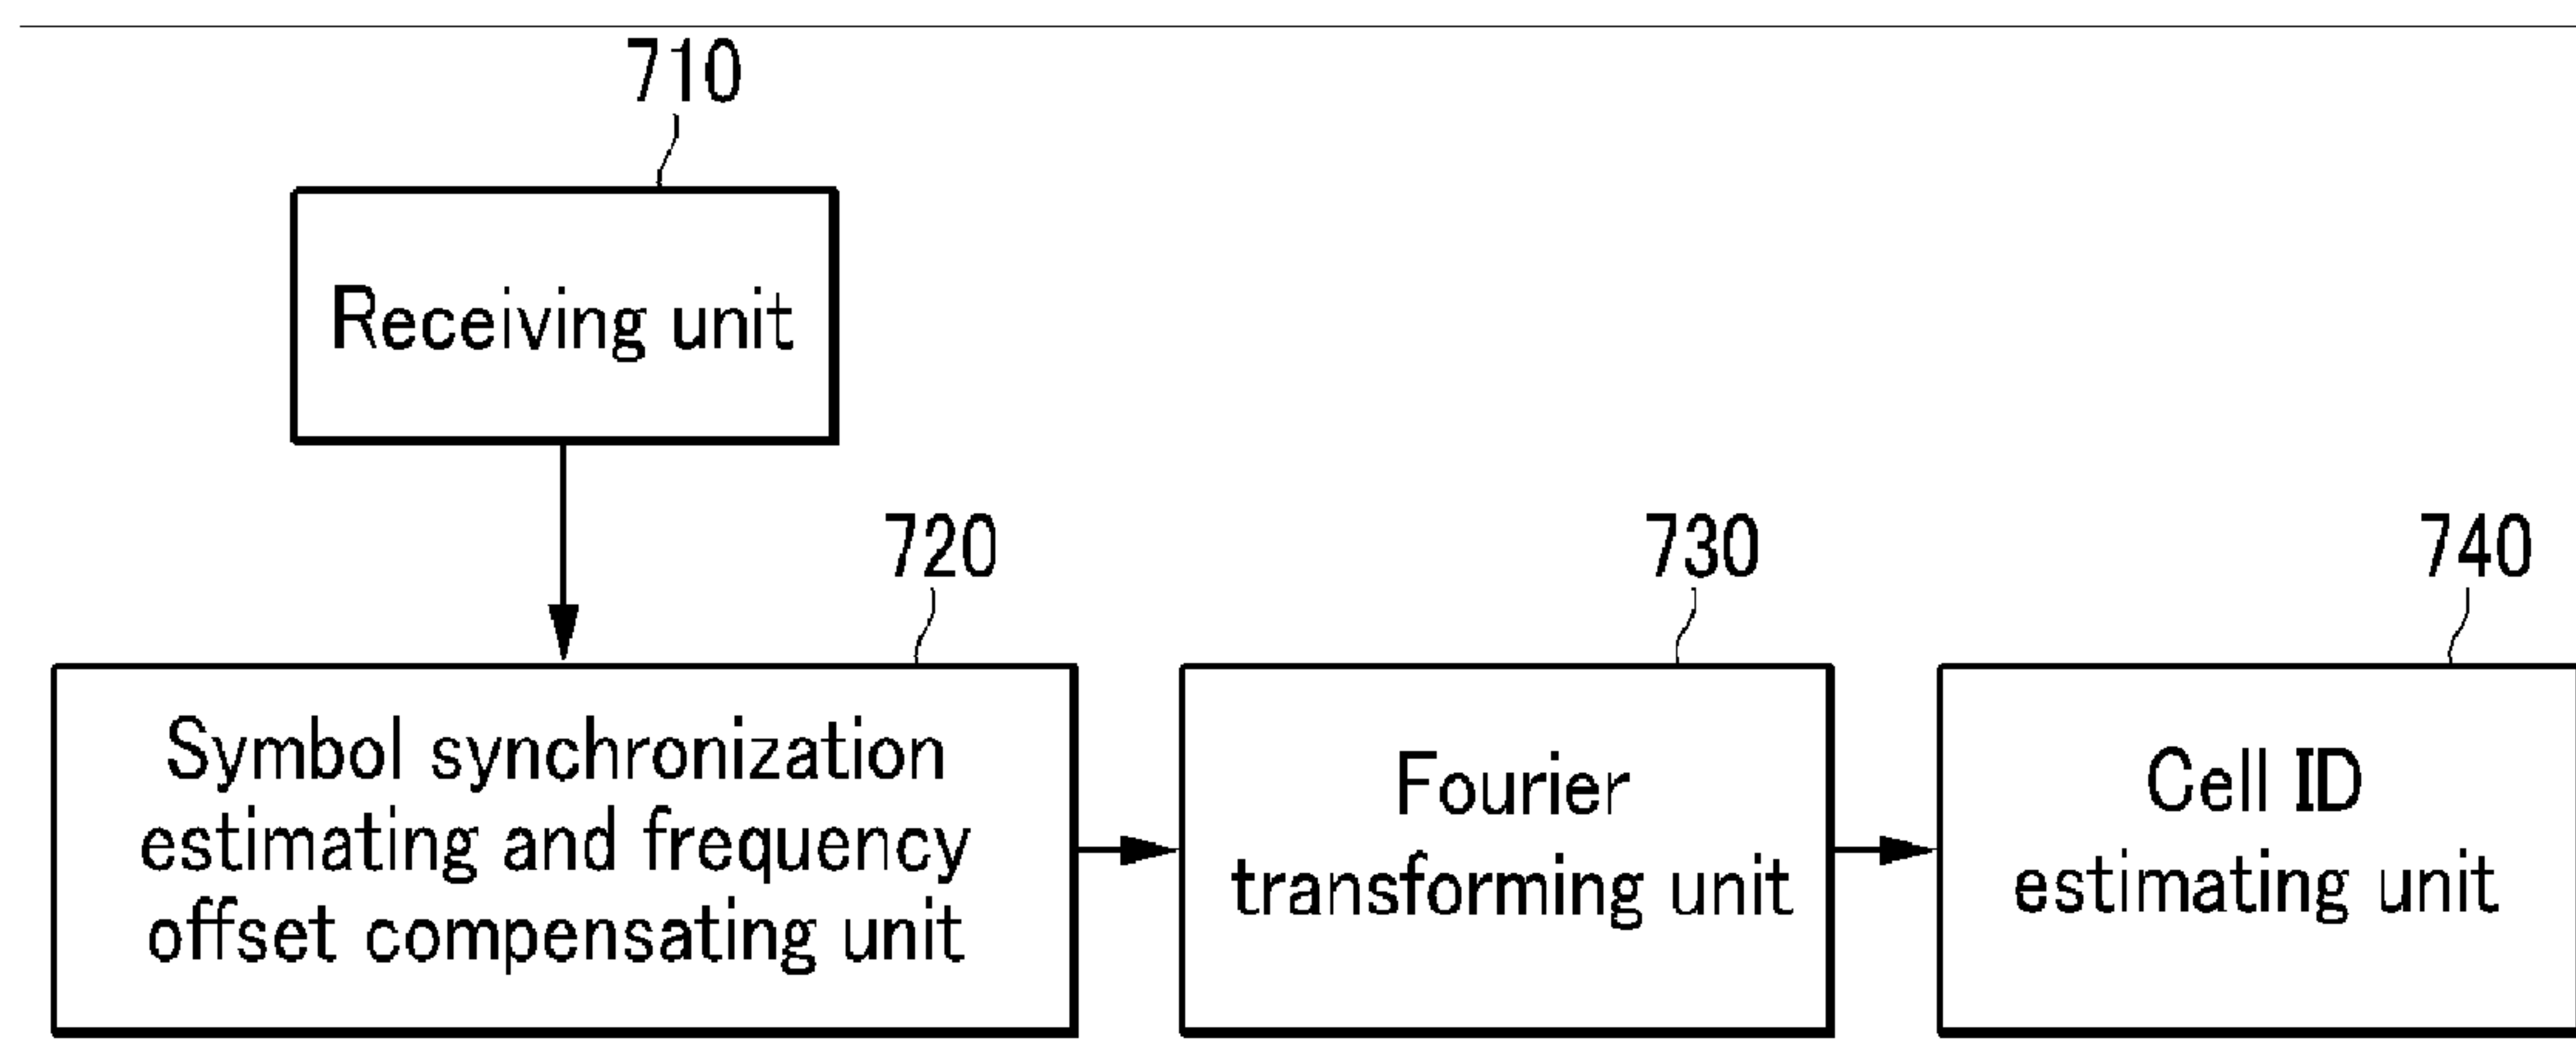 710
Receiving unit
720
Symbol synchronization
estimating and frequency
offset compensating unit
730
Fourier
transforming unit
740
Cell ID
estimating unit